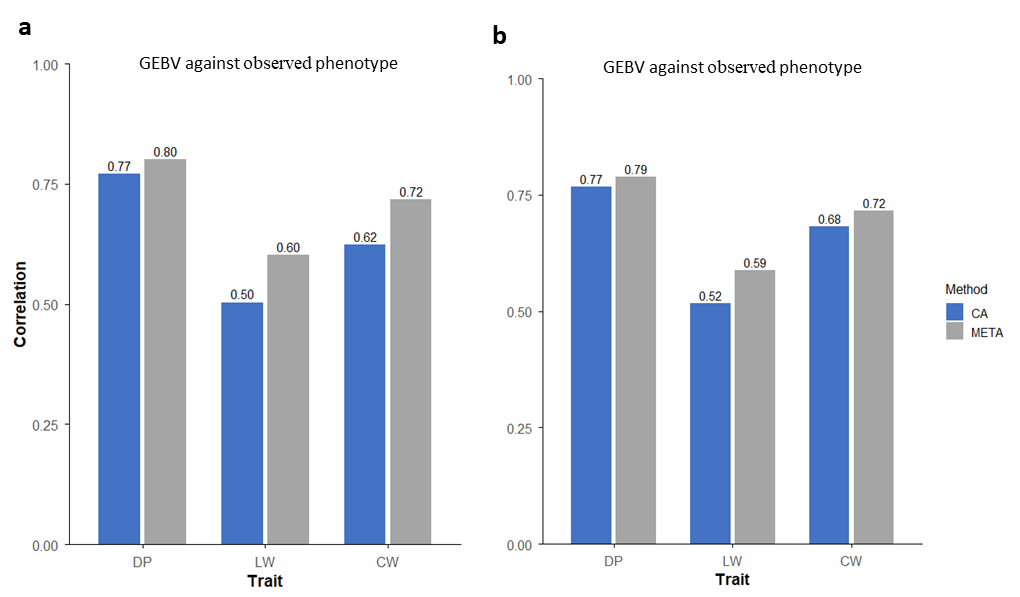 a
GEBV against observed phenotype
1.00
0.75
0.50
0.25
0.00
Correlation
0.77
0.80
0.50
0.60
0.62
0.72
DP
LW
CW
Trait
b
GEBV against observed phenotype
1.00
0.75
0.50
0.25
0.00
0.77
0.79
0.52
0.59
0.68
0.72
DP
LW
CW
Trait
Method
CA
META